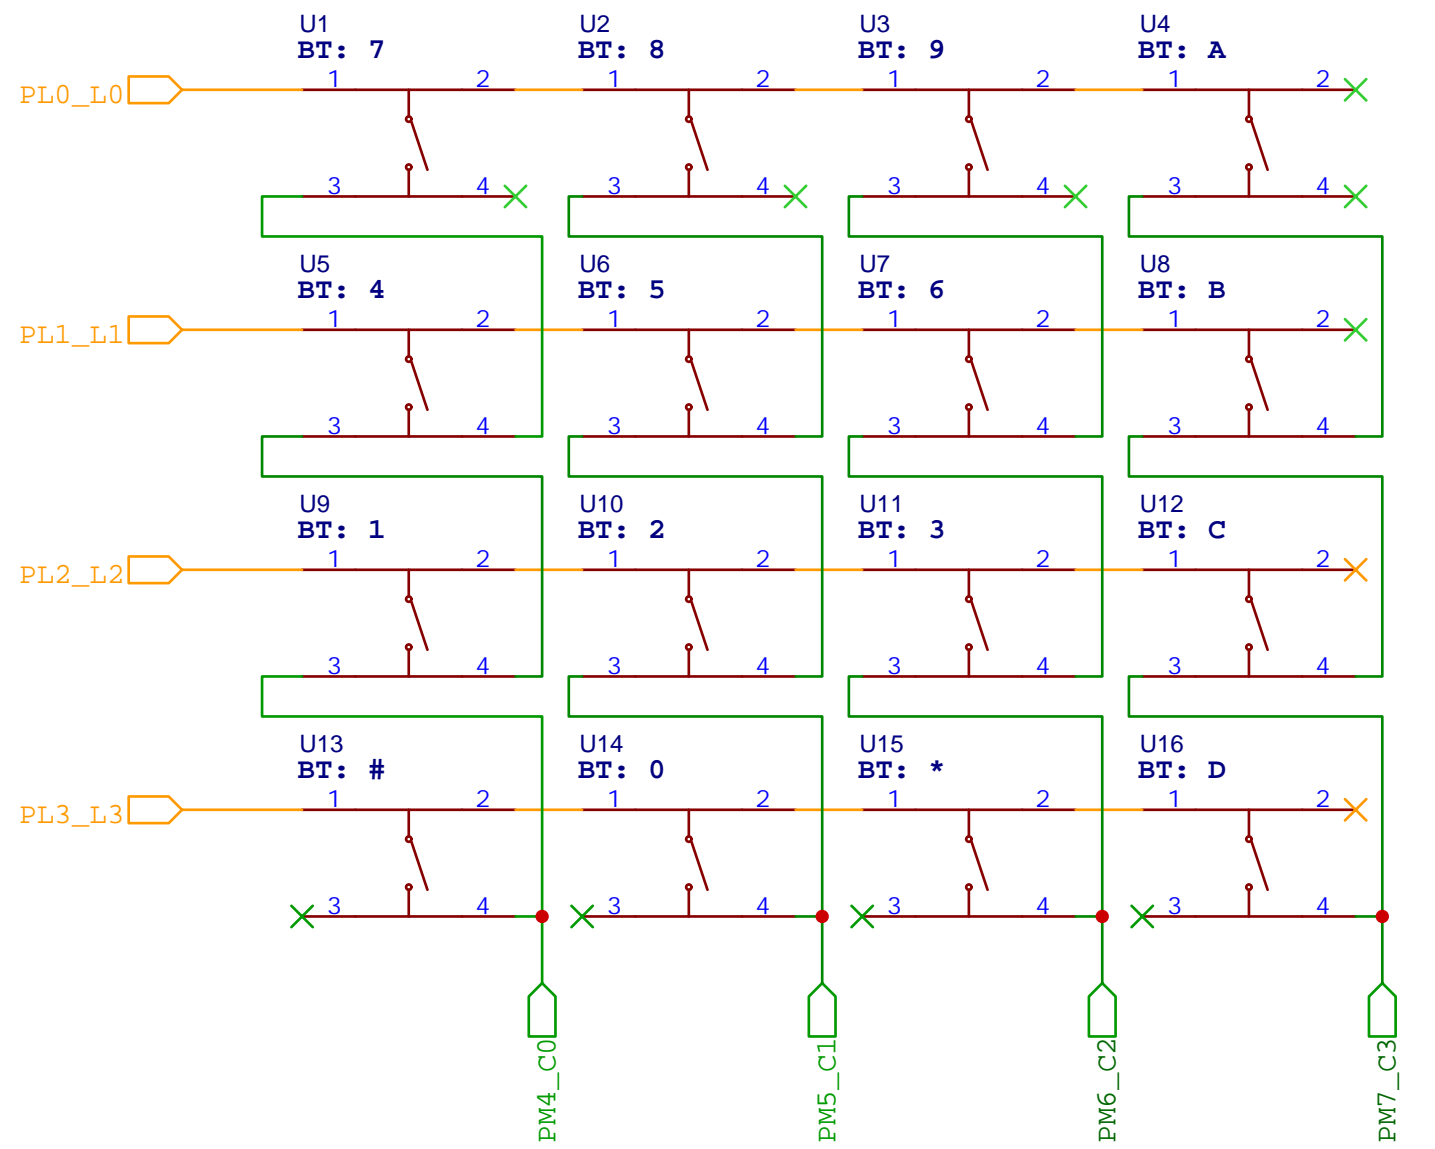 U1 U2 U3 U4
BT: 7 BT: 8 BT: 9 BT: A
1 2 1 2 1 2 1 2
PL0_L0
3 4 3 4 3 4 3 4
U5 U6 U7 U8
BT: 4 BT: 5 BT: 6 BT: B
1 2 1 2 1 2 1 2
PL1_L1
3 4 3 4 3 4 3 4
U9 U10 U11 U12
BT: 1 BT: 2 BT: 3 BT: C
1 2 1 2 1 2 1 2
PL2_L2
3 4 3 4 3 4 3 4
U13 U14 U15 U16
BT: # BT: 0 BT: * BT: D
1 2 1 2 1 2 1 2
PL3_L3
3 4 3 4 3 4 3 4
PM4_C0
PM5_C1
PM6_C2
PM7_C3